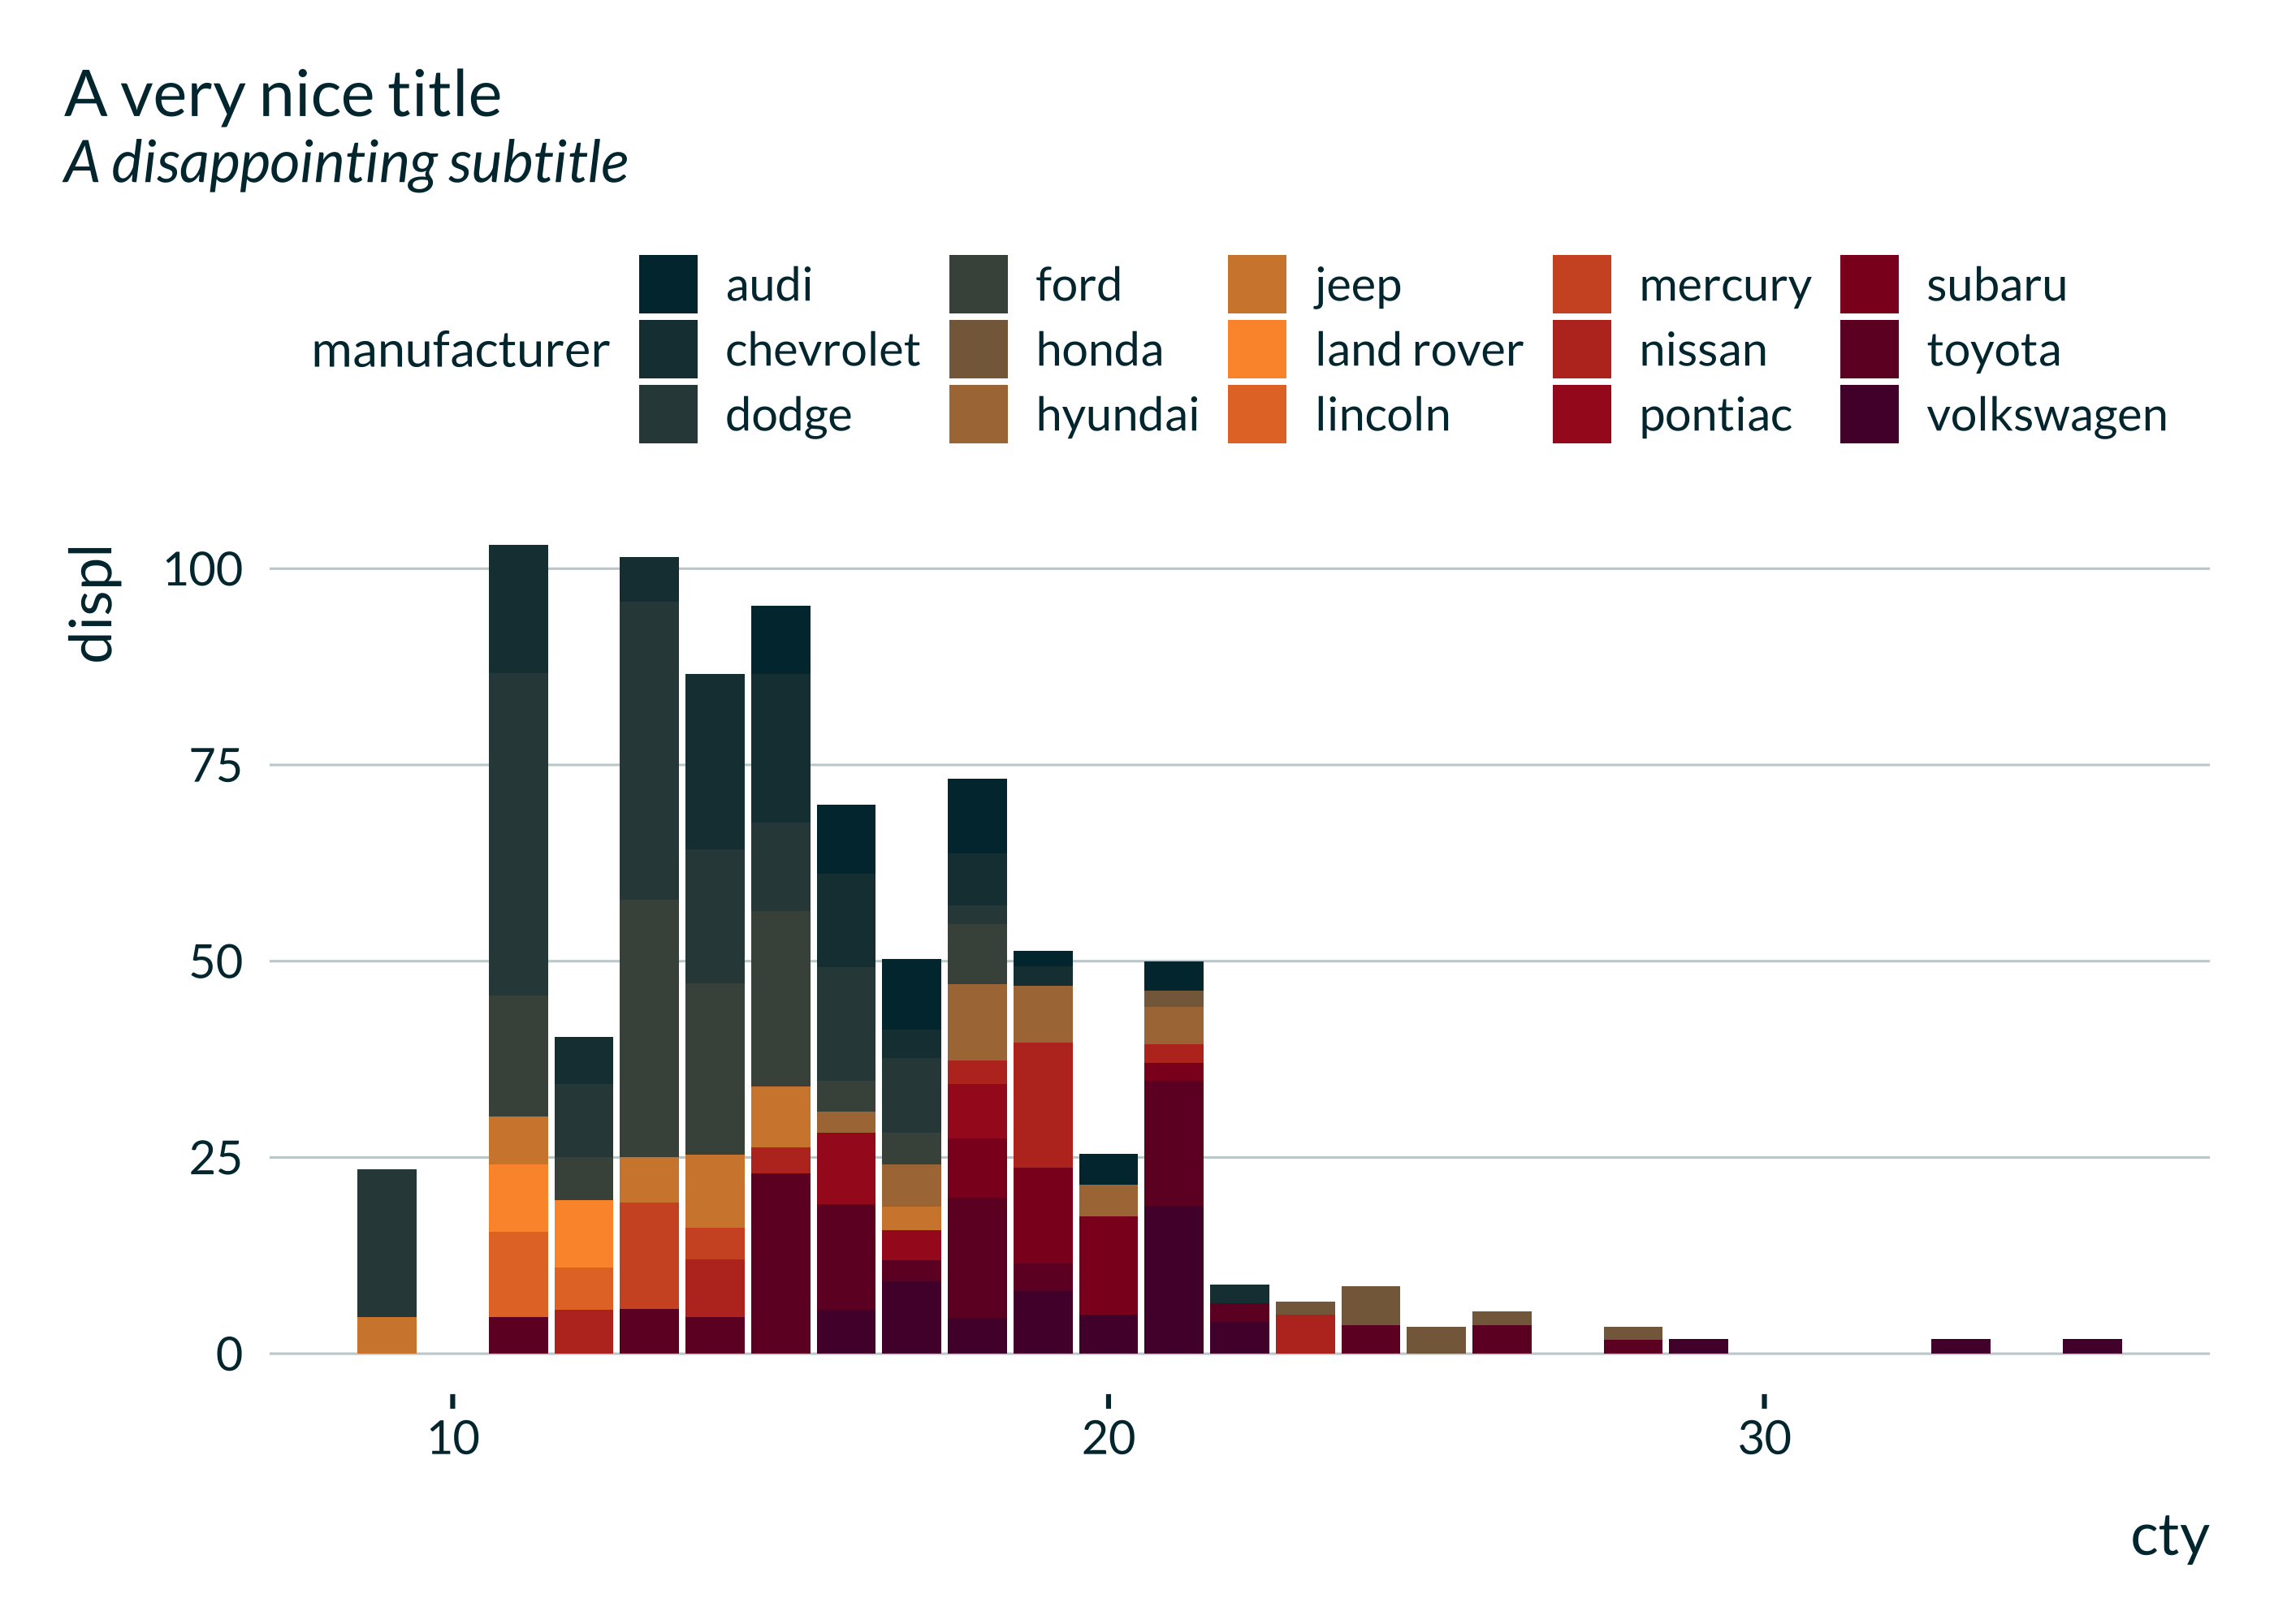 A very nice title
A disappointing subtitle
audi ford jeep mercury subaru
manufacturer chevrolet honda land rover nissan toyota
dodge hyundai lincoln pontiac volkswagen
displ
100
75
50
25
0
10 20 30
cty